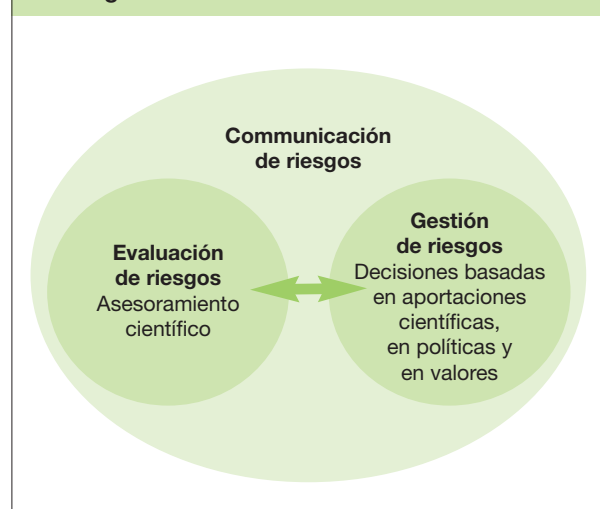 Communicación
de riesgos
Evaluación
de riesgos
Asesoramiento
científico
Gestión
de riesgos
Decisiones basadas
en aportaciones
científicas,
en políticas y
en valores